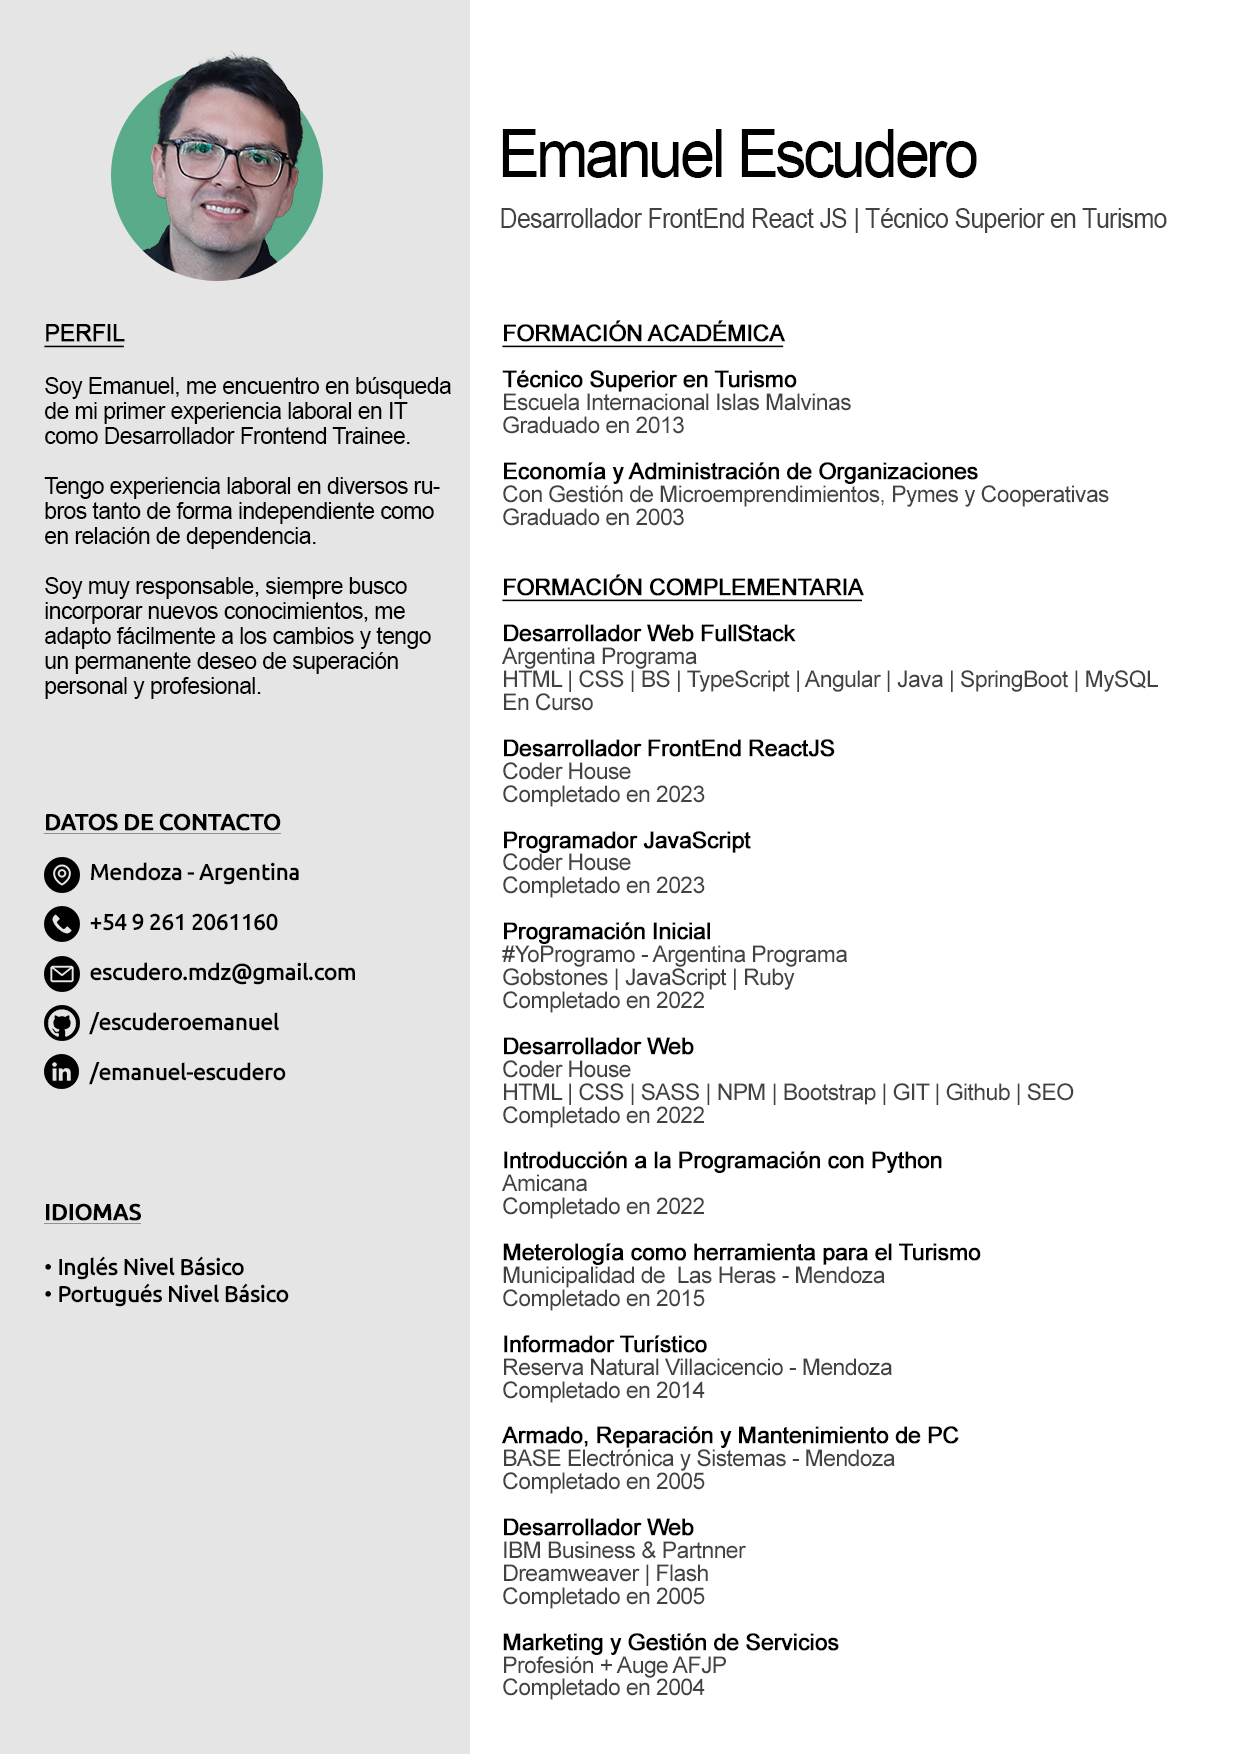 Emanuel Escudero
Desarrollador FrontEnd React JS | Técnico Superior en Turismo
PERFIL
Soy Emanuel, me encuentro en búsqueda
de mi primer experiencia laboral en IT
como Desarrollador Frontend Trainee.
Tengo experiencia laboral en diversos ru-
bros tanto de forma independiente como
en relación de dependencia.
Soy muy responsable, siempre busco
incorporar nuevos conocimientos, me
adapto fácilmente a los cambios y tengo
un permanente deseo de superación
personal y profesional.
DATOS DE CONTACTO
Mendoza - Argentina
+54 9 261 2061160
escudero.mdz@gmail.com
/escuderoemanuel
in /emanuel-escudero
IDIOMAS
• Inglés Nivel Básico
• Portugués Nivel Básico
FORMACIÓN ACADÉMICA
Técnico Superior en Turismo
Escuela Internacional Islas Malvinas
Graduado en 2013
Economía y Administración de Organizaciones
Con Gestión de Microemprendimientos, Pymes y Cooperativas
Graduado en 2003
FORMACIÓN COMPLEMENTARIA
Desarrollador Web FullStack
Argentina Programa
HTML | CSS | BS | TypeScript | Angular | Java | SpringBoot | MySQL
En Curso
Desarrollador FrontEnd ReactJS
Coder House
Completado en 2023
Programador JavaScript
Coder House
Completado en 2023
Programación Inicial
#YoProgramo - Argentina Programa
Gobstones | JavaScript | Ruby
Completado en 2022
Desarrollador Web
Coder House
HTML | CSS | SASS | NPM | Bootstrap | GIT | Github | SEO
Completado en 2022
Introducción a la Programación con Python
Amicana
Completado en 2022
Meterología como herramienta para el Turismo
Municipalidad de  Las Heras - Mendoza
Completado en 2015
Informador Turístico
Reserva Natural Villacicencio - Mendoza
Completado en 2014
Armado, Reparación y Mantenimiento de PC
BASE Electrónica y Sistemas - Mendoza
Completado en 2005
Desarrollador Web
IBM Business & Partnner
Dreamweaver | Flash
Completado en 2005
Marketing y Gestión de Servicios
Profesión + Auge AFJP
Completado en 2004